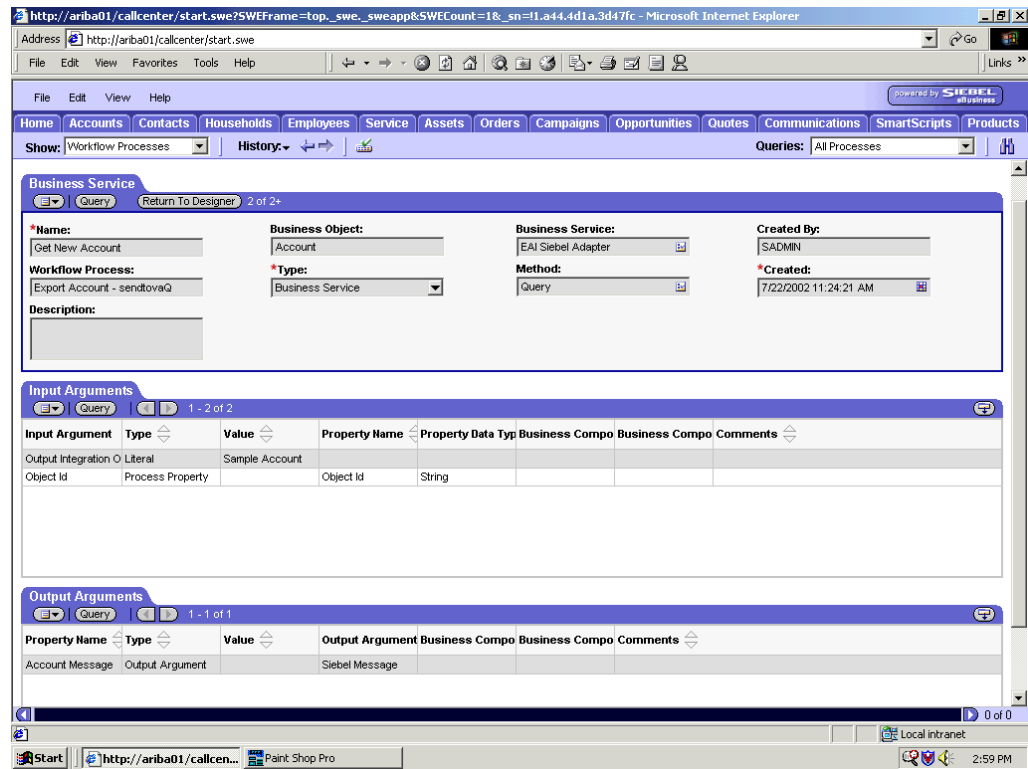 http://ariba01/callcenter/start.swe?SWEFrame=top._swe._sweapp&SWECount=1&_sn=!1.a44.4d1a.3d47fc - Microsoft Internet Explorer
Address http://ariba01/callcenter/start.swe Go
File Edit View Favorites Tools Help Links »
File Edit View Help powered by SIEBEL eBusiness
Home Accounts Contacts Households Employees Service Assets Orders Campaigns Opportunities Quotes Communications SmartScripts Products
Show: Workflow Processes History: Queries: All Processes
Business Service
Query Return To Designer 2 of 2+
*Name: Business Object: Business Service: Created By:
Get New Account Account EAI Siebel Adapter SADMIN
Workflow Process: *Type: Method: *Created:
Export Account - sendtovaQ Business Service Query 7/22/2002 11:24:21 AM
Description:
Input Arguments
Query 1 - 2 of 2
Input Argument Type Value Property Name Property Data Typ Business Compo Business Compo Comments
Output Integration O Literal Sample Account
Object Id Process Property Object Id String
Output Arguments
Query 1 - 1 of 1
Property Name Type Value Output Argument Business Compo Business Compo Comments
Account Message Output Argument Siebel Message
0 of 0
Local intranet
Start http://ariba01/callcen... Paint Shop Pro 2:59 PM